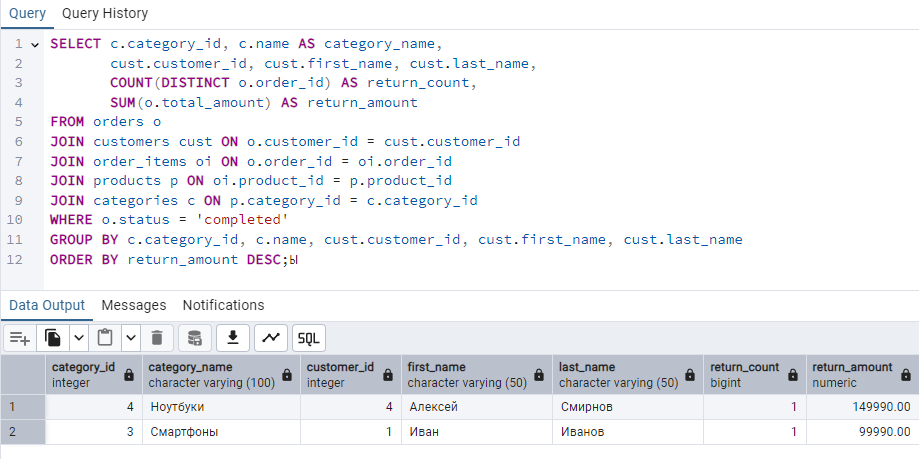 Query Query History
1 SELECT c.category_id, c.name AS category_name,
2 cust.customer_id, cust.first_name, cust.last_name,
3 COUNT(DISTINCT o.order_id) AS return_count,
4 SUM(o.total_amount) AS return_amount
5 FROM orders o
6 JOIN customers cust ON o.customer_id = cust.customer_id
7 JOIN order_items oi ON o.order_id = oi.order_id
8 JOIN products p ON oi.product_id = p.product_id
9 JOIN categories c ON p.category_id = c.category_id
10 WHERE o.status = 'completed'
11 GROUP BY c.category_id, c.name, cust.customer_id, cust.first_name, cust.last_name
12 ORDER BY return_amount DESC;ы
Data Output Messages Notifications
SQL
category_id category_name customer_id first_name last_name return_count return_amount
integer character varying (100) integer character varying (50) character varying (50) bigint numeric
1 4 Ноутбуки 4 Алексей Смирнов 1 149990.00
2 3 Смартфоны 1 Иван Иванов 1 99990.00